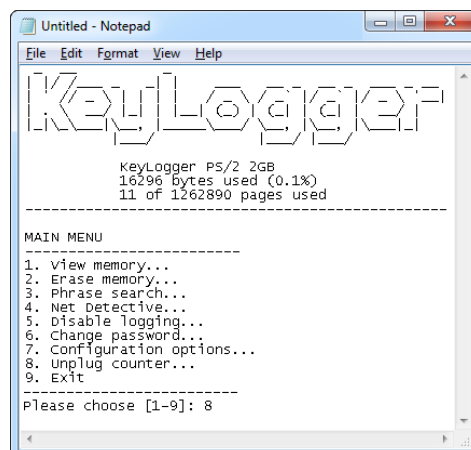 Untitled - Notepad
File Edit Format View Help
KeyLogger
KeyLogger PS/2 2GB
16296 bytes used (0.1%)
11 of 1262890 pages used
MAIN MENU
1. View memory...
2. Erase memory...
3. Phrase search...
4. Net Detective...
5. Disable logging...
6. Change password...
7. Configuration options...
8. Unplug counter...
9. Exit
Please choose [1-9]: 8